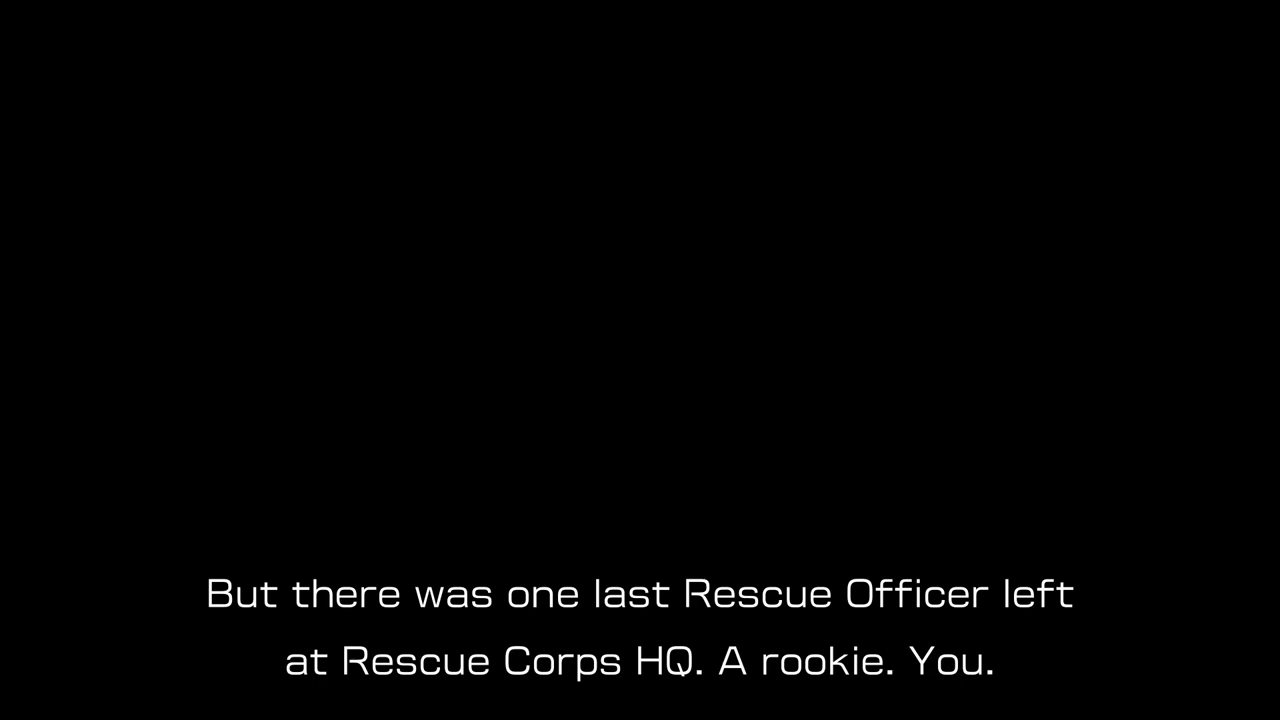 But there was one last Rescue Officer left
at Rescue Corps HQ. A rookie. You.